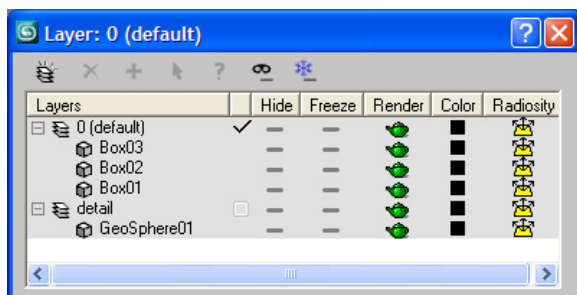 Layer: 0 (default)
Layers Hide Freeze Render Color Radiosity
0 (default)
Box03
Box02
Box01
detail
GeoSphere01